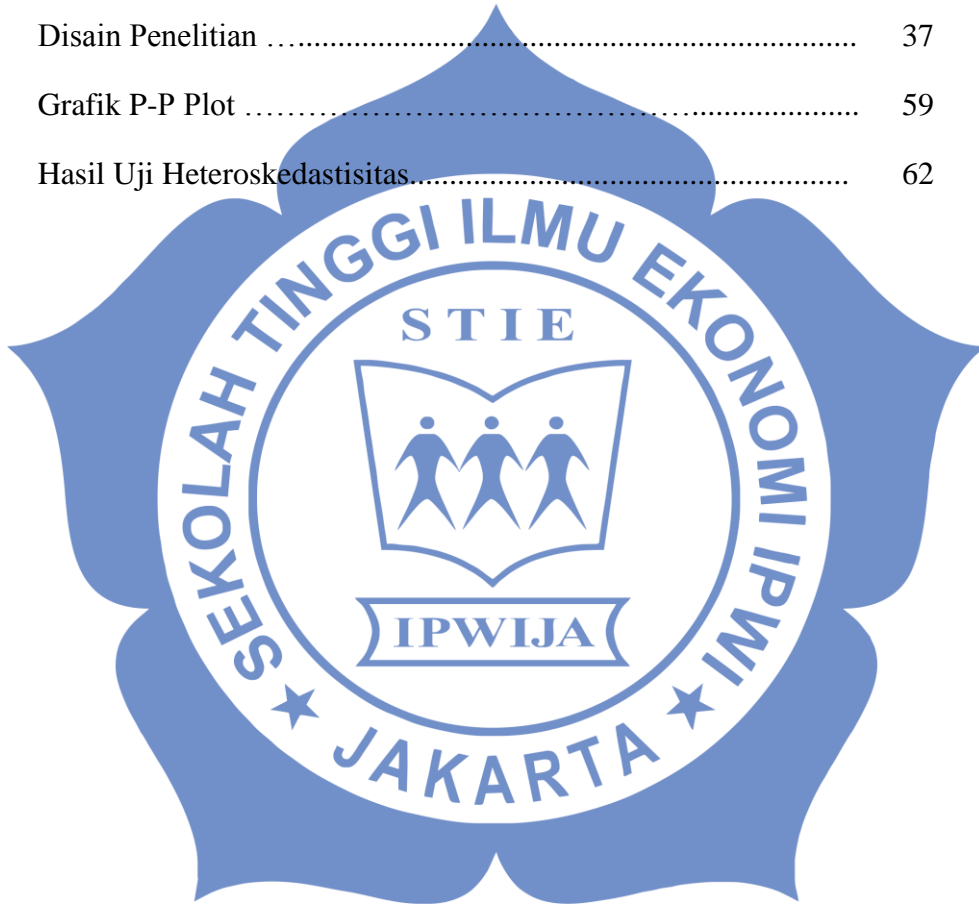 Disain Penelitian ….............................................................................. 37
Grafik P-P Plot ……………………………………........................ 59
Hasil Uji Heteroskedastisitas......................................................... 62
SEKOLAH TINGGI ILMU EKONOMI IPWI
STIE
IPWIJA
★ JAKARTA ★